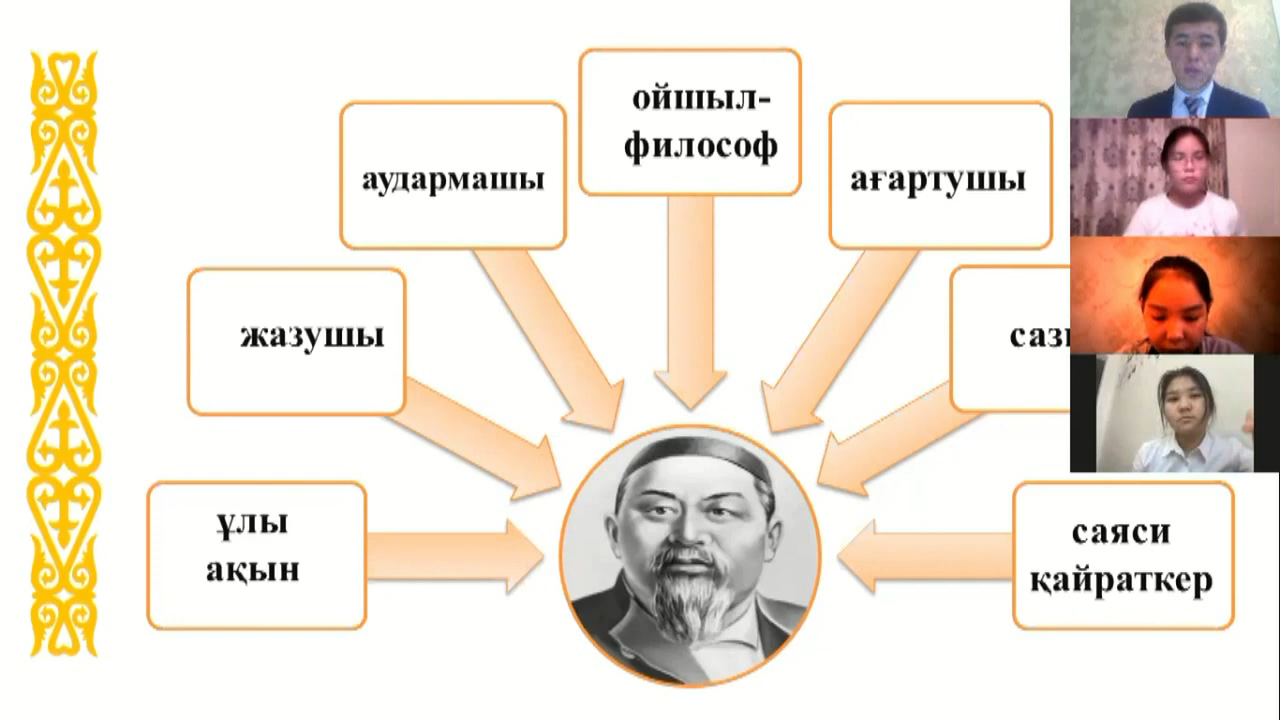 ойшыл-
философ
аудармашы
ағартушы
жазушы
ұлы
ақын
саяси
қайраткер